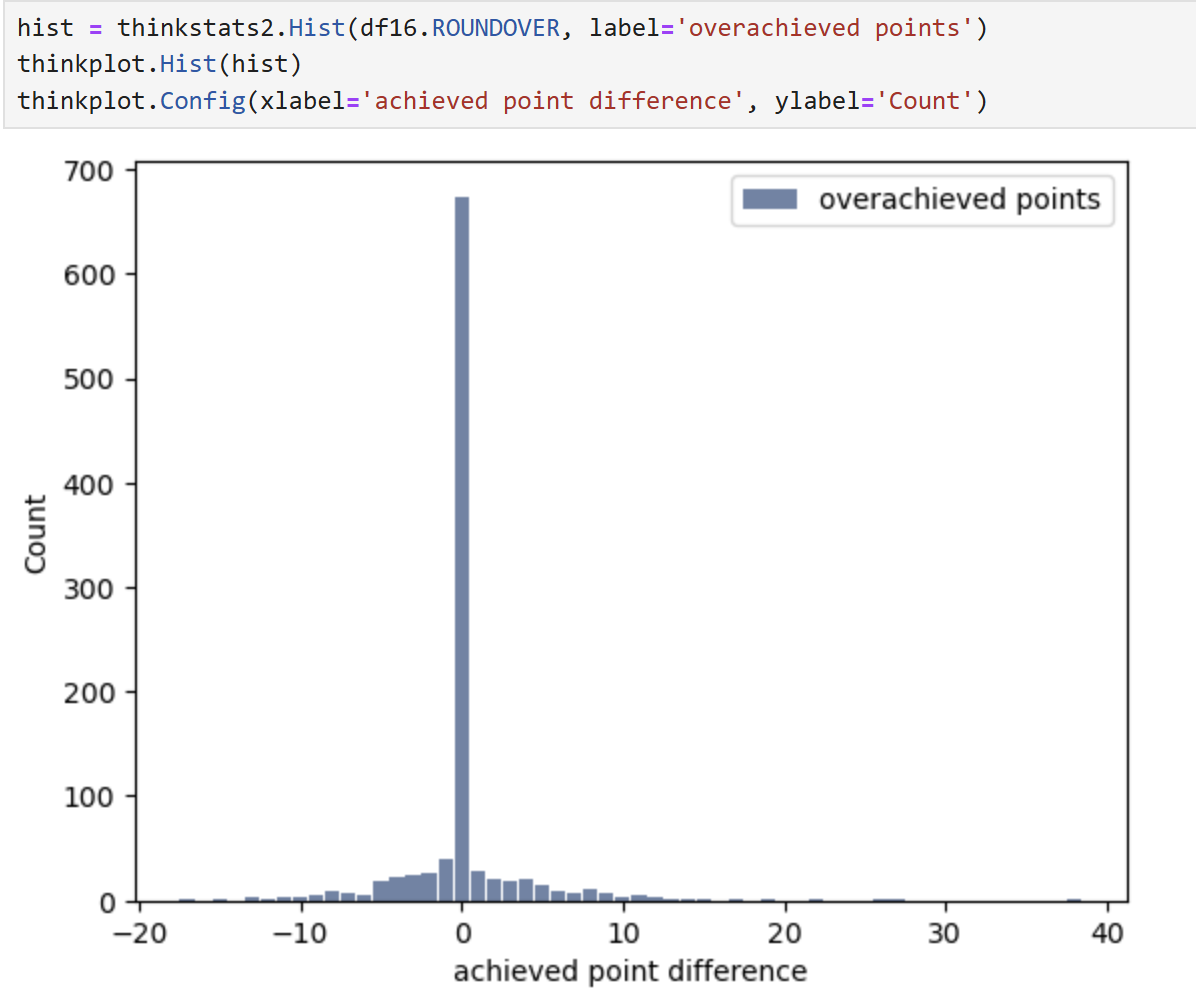 hist = thinkstats2.Hist(df16.ROUNDOVER, label='overachieved points')
thinkplot.Hist(hist)
thinkplot.Config(xlabel='achieved point difference', ylabel='Count')
700
600
500
400
300
200
100
0
Count
overachieved points
−20
−10
0
10
20
30
40
achieved point difference